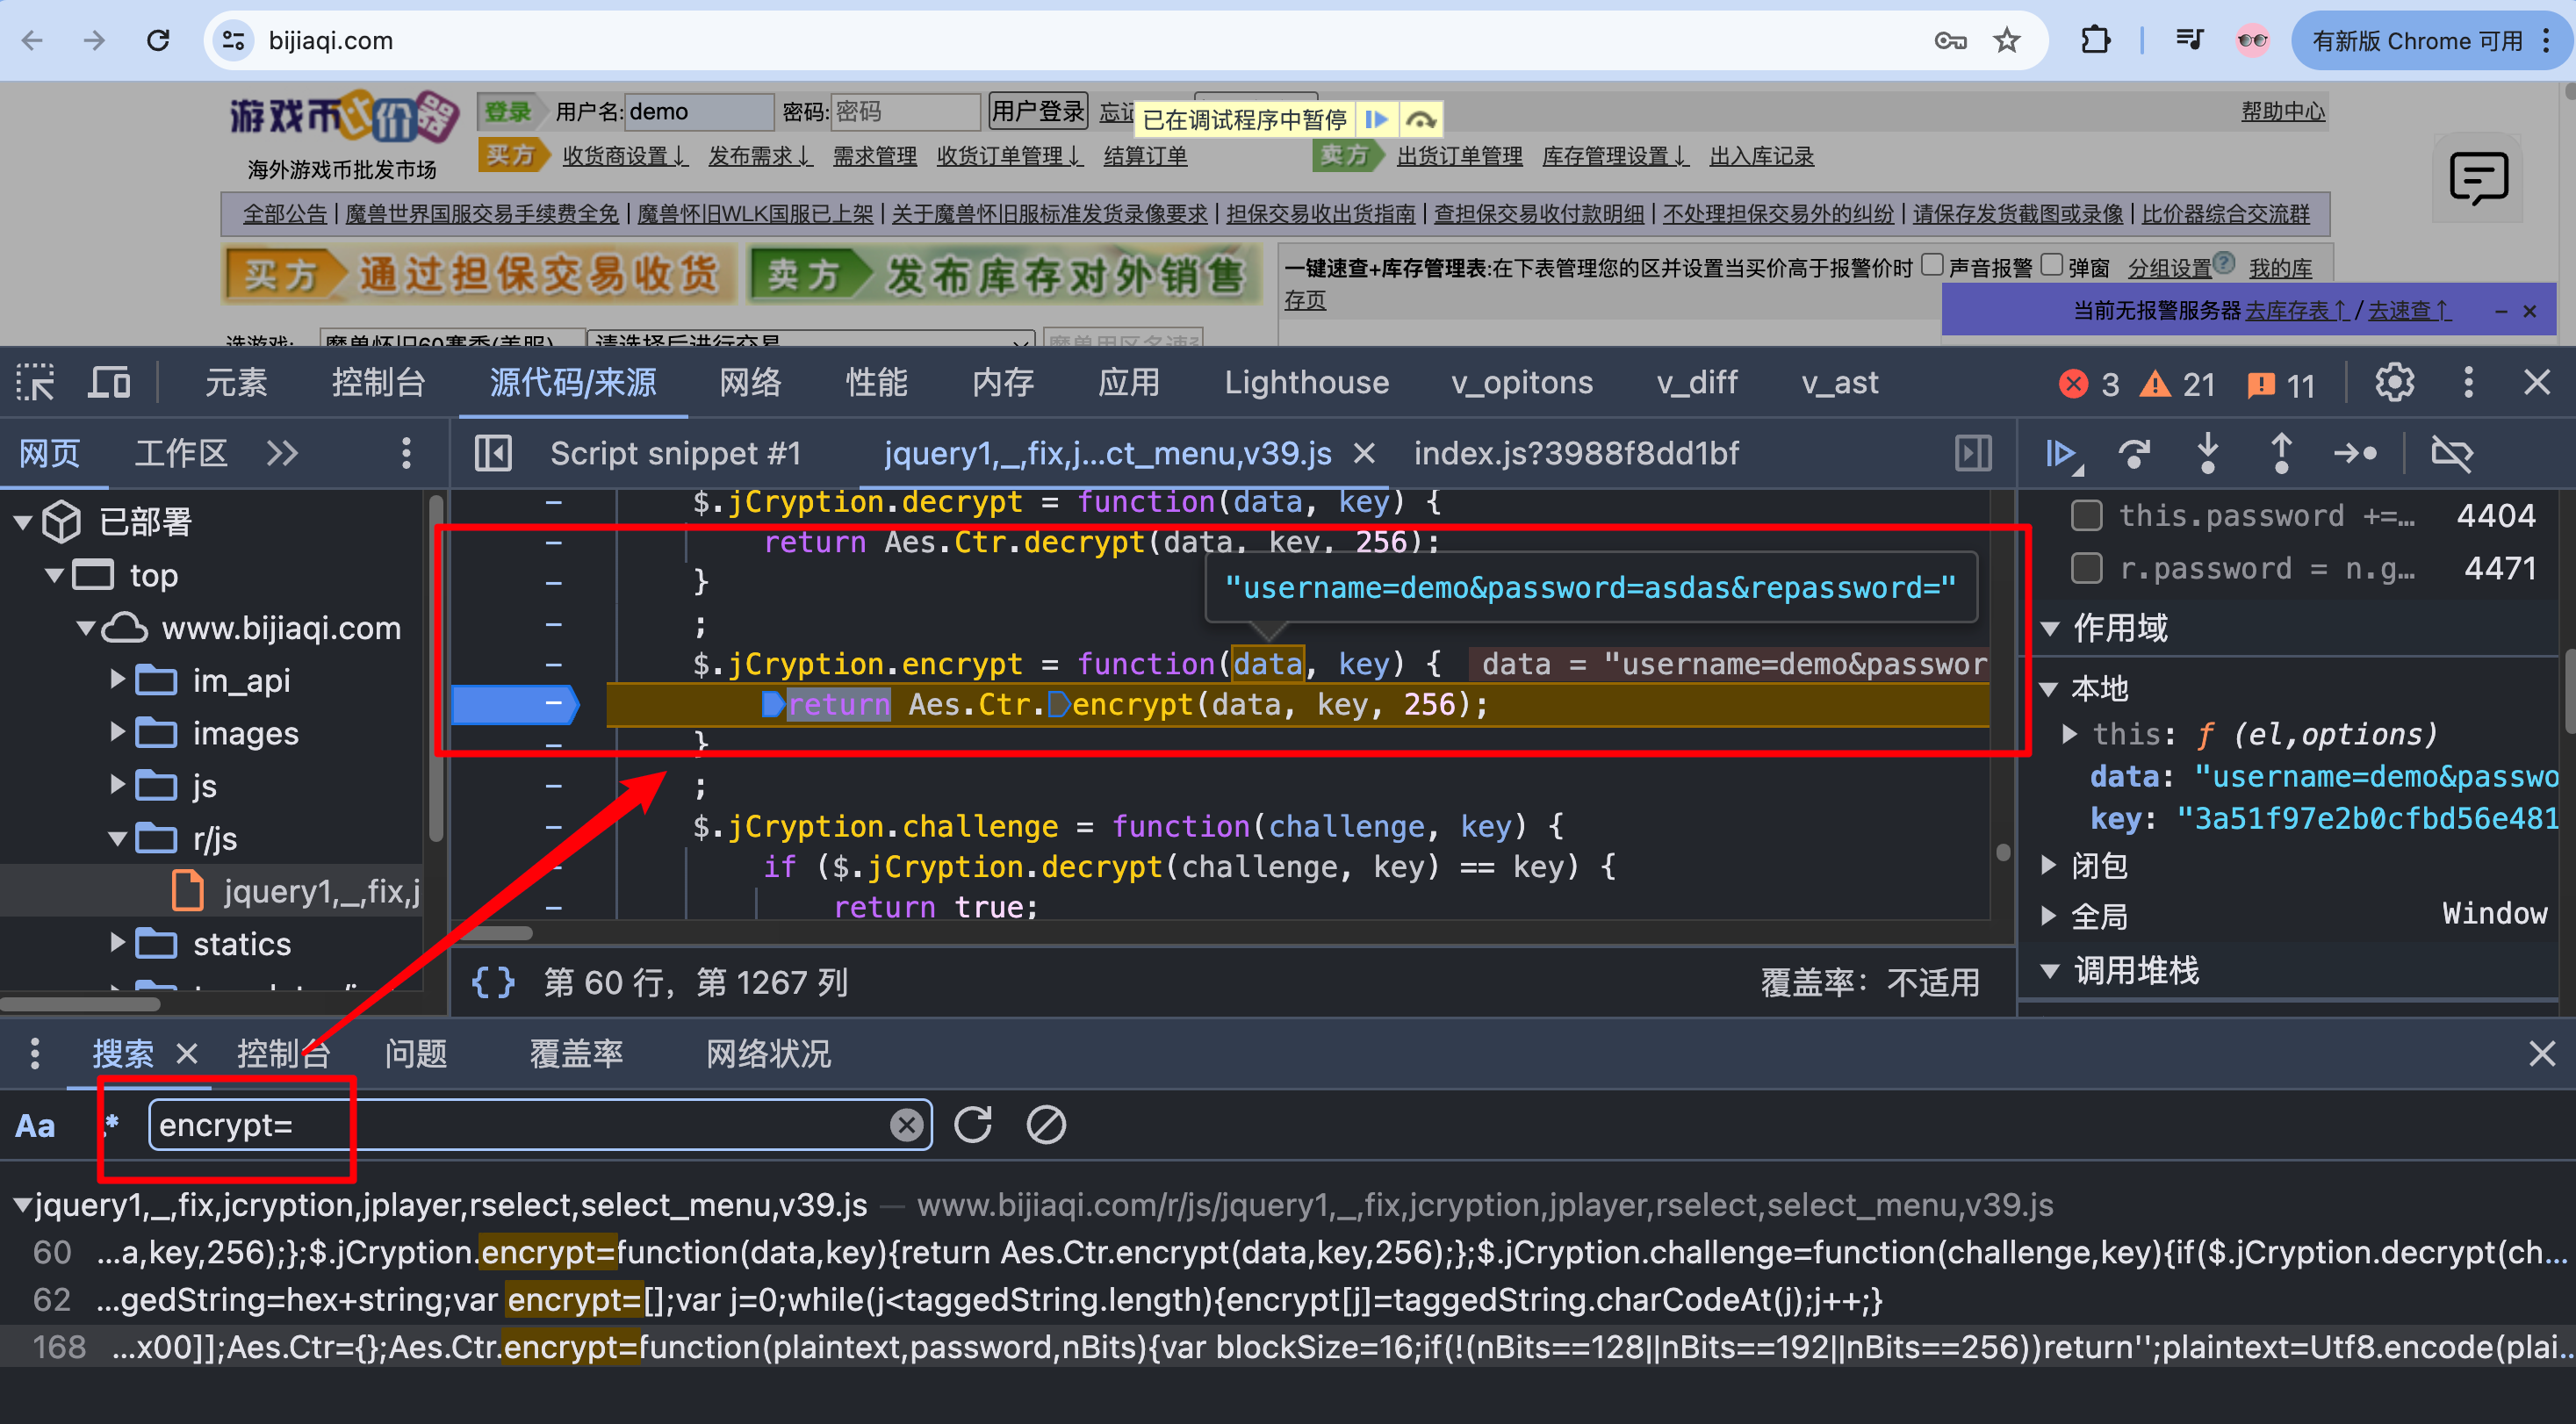 bijiaqi.com
有新版 Chrome 可用
游戏币比价器
登录 用户名: demo 密码: 密码 用户登录 忘记
已在调试程序中暂停
帮助中心
海外游戏币批发市场
买方 收货商设置↓ 发布需求↓ 需求管理 收货订单管理↓ 结算订单 卖方 出货订单管理 库存管理设置↓ 出入库记录
全部公告 | 魔兽世界国服交易手续费全免 | 魔兽怀旧WLK国服已上架 | 关于魔兽怀旧服标准发货录像要求 | 担保交易收出货指南 | 查担保交易收付款明细 | 不处理担保交易外的纠纷 | 请保存发货截图或录像 | 比价器综合交流群
买方 通过担保交易收货 卖方 发布库存对外销售
一键速查+库存管理表:在下表管理您的区并设置当买价高于报警价时 声音报警 弹窗 分组设置 ? 我的库
存页
当前无报警服务器 去库存表↑ / 去速查↑ – ×
选游戏: 魔兽怀旧60赛季(美服) 请选择后进行交易
元素 控制台 源代码/来源 网络 性能 内存 应用 Lighthouse v_opitons v_diff v_ast 3 21 11
网页 工作区 Script snippet #1 jquery1,_,fix,j...ct_menu,v39.js index.js?3988f8dd1bf
已部署
top
www.bijiaqi.com
im_api
images
js
r/js
jquery1,_,fix,j
statics
$.jCryption.decrypt = function(data, key) {
return Aes.Ctr.decrypt(data, key, 256);
}
"username=demo&password=asdas&repassword="
;
$.jCryption.encrypt = function(data, key) { data = "username=demo&passwor
return Aes.Ctr.encrypt(data, key, 256);
}
;
$.jCryption.challenge = function(challenge, key) {
if ($.jCryption.decrypt(challenge, key) == key) {
return true;
{} 第 60 行，第 1267 列 覆盖率：不适用
this.password +=… 4404
r.password = n.g… 4471
作用域
本地
this: ƒ (el,options)
data: "username=demo&passwo
key: "3a51f97e2b0cfbd56e481
闭包
全局 Window
调用堆栈
搜索 控制台 问题 覆盖率 网络状况
Aa .* encrypt=
jquery1,_,fix,jcryption,jplayer,rselect,select_menu,v39.js — www.bijiaqi.com/r/js/jquery1,_,fix,jcryption,jplayer,rselect,select_menu,v39.js
60 …a,key,256);};$.jCryption.encrypt=function(data,key){return Aes.Ctr.encrypt(data,key,256);};$.jCryption.challenge=function(challenge,key){if($.jCryption.decrypt(ch…
62 …gedString=hex+string;var encrypt=[];var j=0;while(j<taggedString.length){encrypt[j]=taggedString.charCodeAt(j);j++;}
168 …x00]];Aes.Ctr={};Aes.Ctr.encrypt=function(plaintext,password,nBits){var blockSize=16;if(!(nBits==128||nBits==192||nBits==256))return'';plaintext=Utf8.encode(plai…